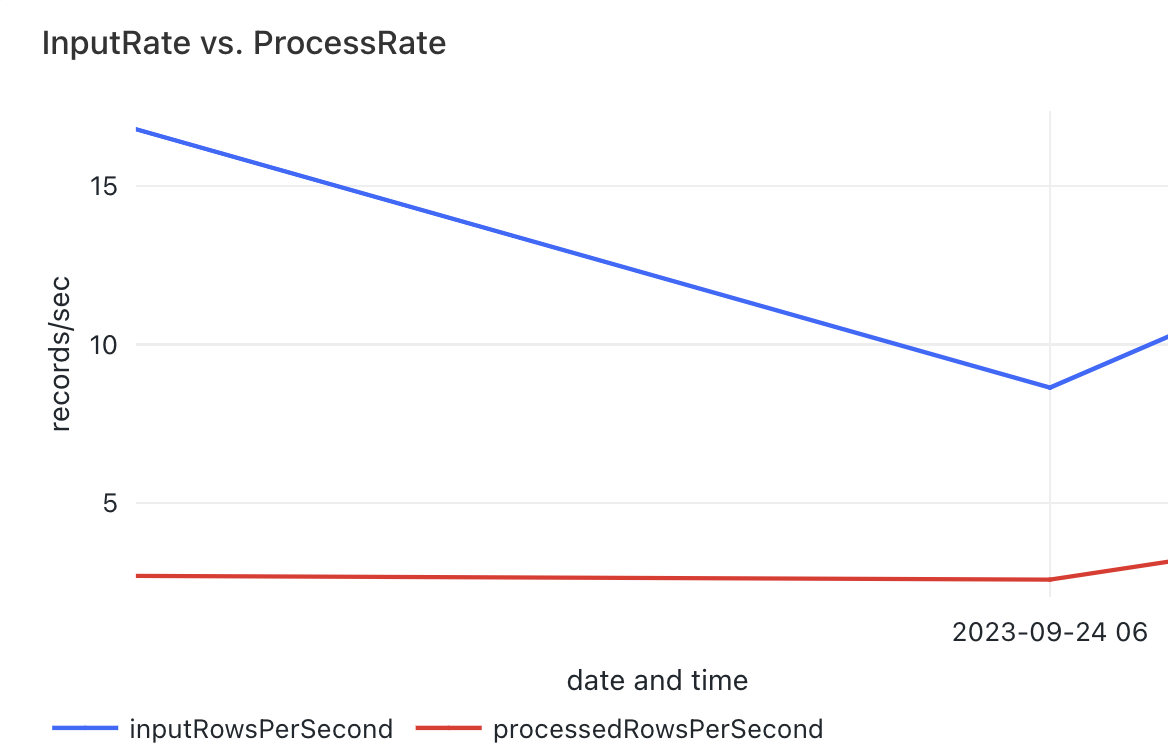 InputRate vs. ProcessRate
15
10
5
records/sec
2023-09-24 06
date and time
inputRowsPerSecond processedRowsPerSecond